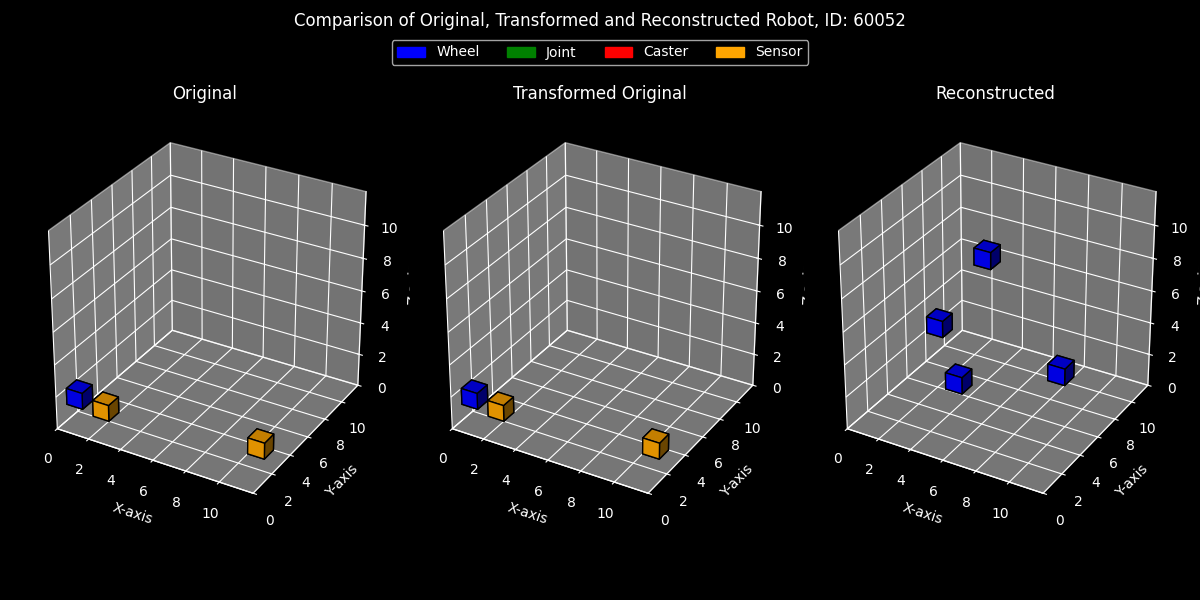 Comparison of Original, Transformed and Reconstructed Robot, ID: 60052
Wheel Joint Caster Sensor
Original Transformed Original Reconstructed
10 10 10
8 8 8
6 6 6
4 4 4
2 2 2
0 0 0
0 2 4 6 8 10 0 2 4 6 8 10 0 2 4 6 8 10
0 2 4 6 8 10 0 2 4 6 8 10 0 2 4 6 8 10
X-axis Y-axis X-axis Y-axis X-axis Y-axis